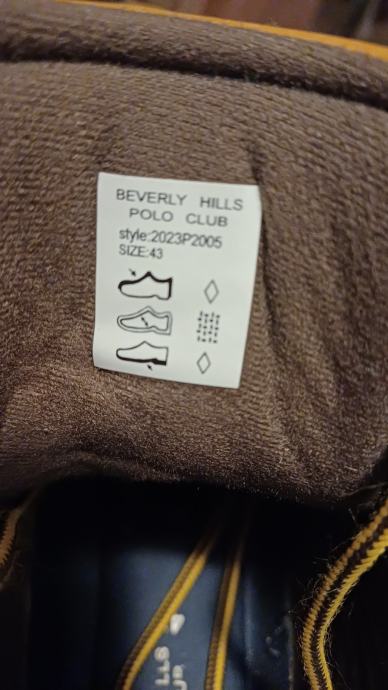 BEVERLY HILLS
POLO CLUB
style:2023P2005
SIZE:43